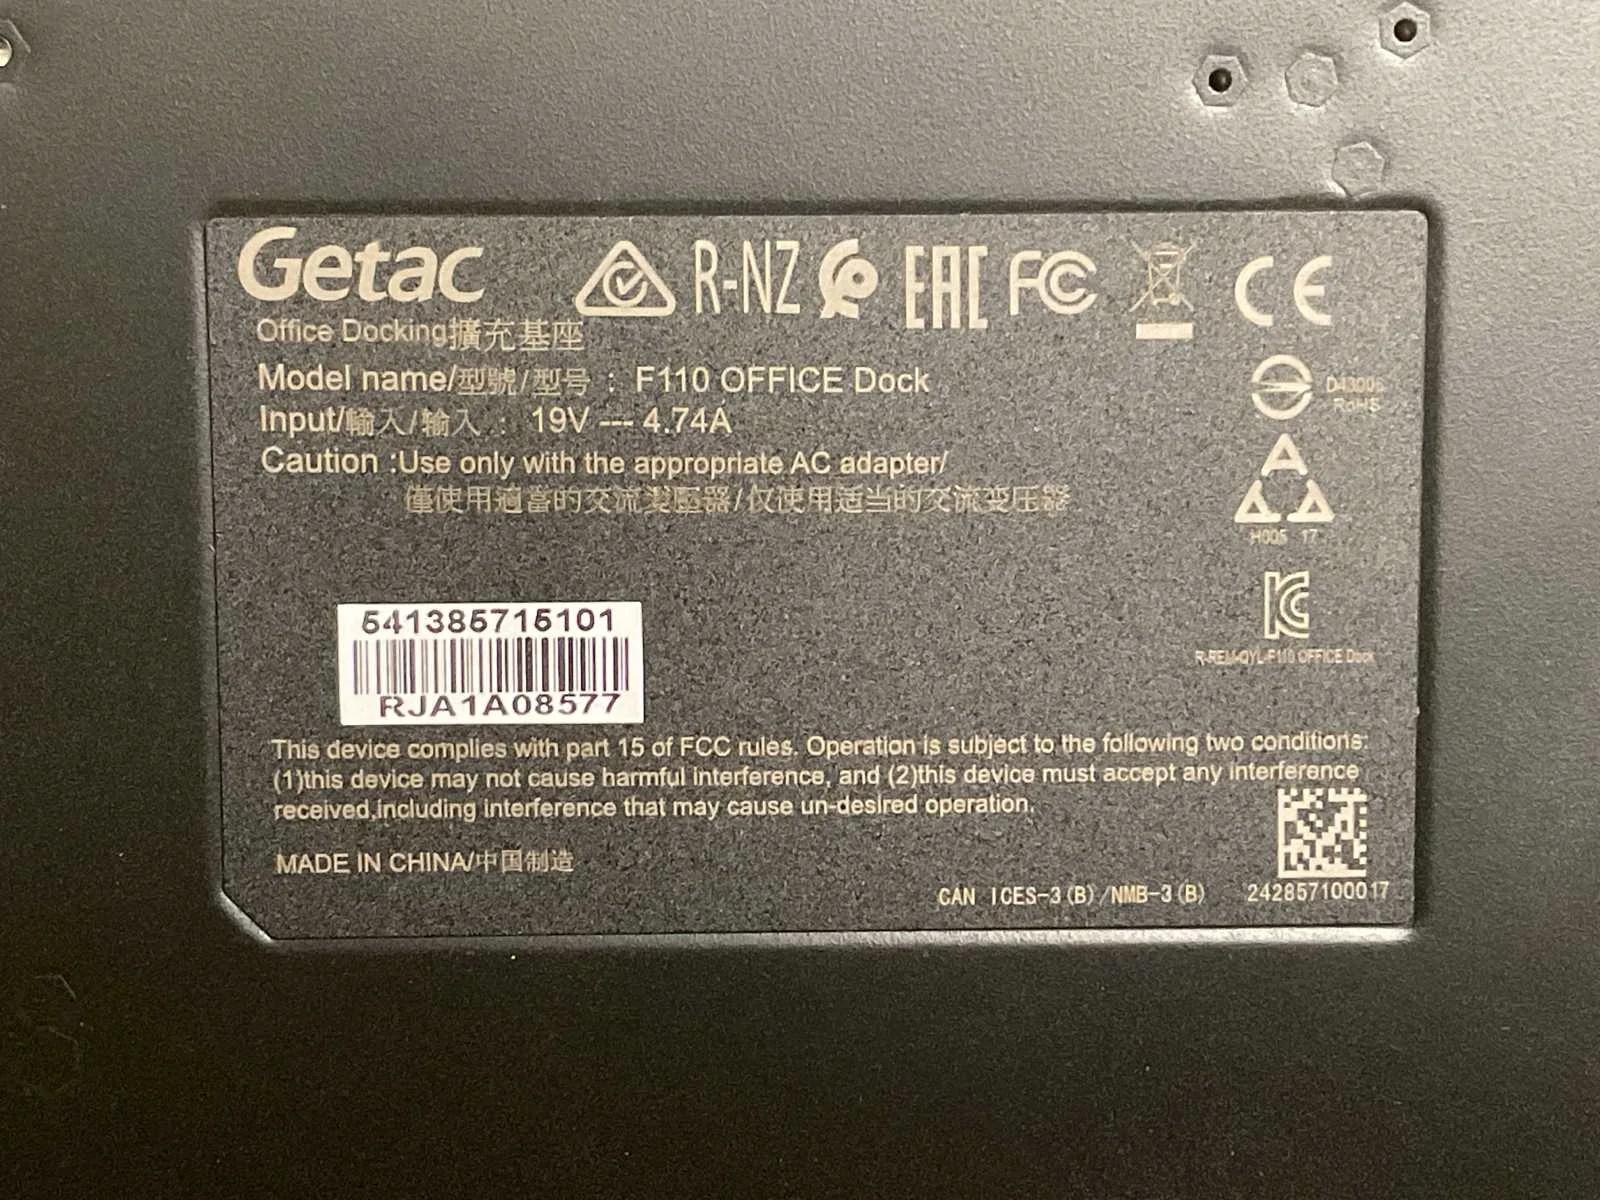 Getac
R-NZ EAC FC CE
Office Docking擴充基座
Model name/型號/型号 : F110 OFFICE Dock
Input/輸入/输入 : 19V --- 4.74A
Caution :Use only with the appropriate AC adapter/
僅使用適當的交流變壓器/仅使用适当的交流变压器
D43005
RoHS
H005 17
541385715101
RJA1A08577
R-REM-QYL-F110 OFFICE Dock
This device complies with part 15 of FCC rules. Operation is subject to the following two conditions:
(1)this device may not cause harmful interference, and (2)this device must accept any interference
received,including interference that may cause un-desired operation.
MADE IN CHINA/中国制造
CAN ICES-3(B)/NMB-3(B)
242857100017